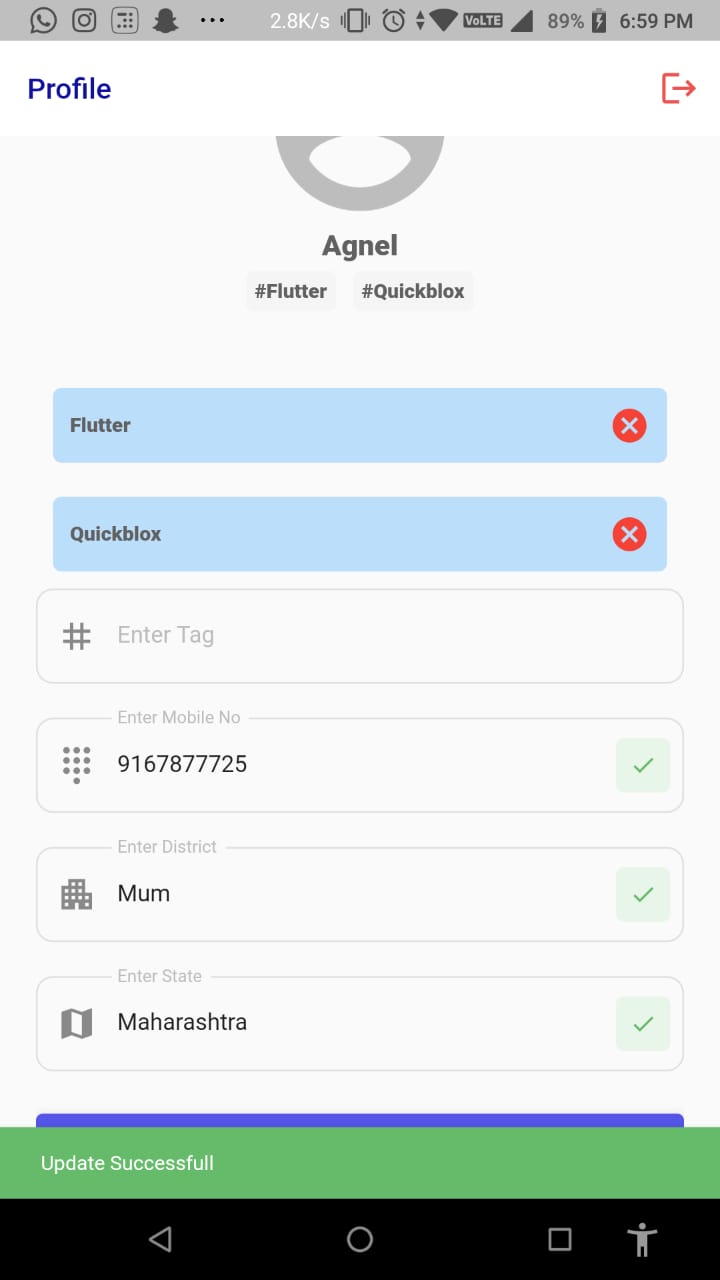 2.8K/s VoLTE 89% 6:59 PM
Profile
Agnel
#Flutter #Quickblox
Flutter
Quickblox
Enter Tag
Enter Mobile No
9167877725
Enter District
Mum
Enter State
Maharashtra
Update Successfull